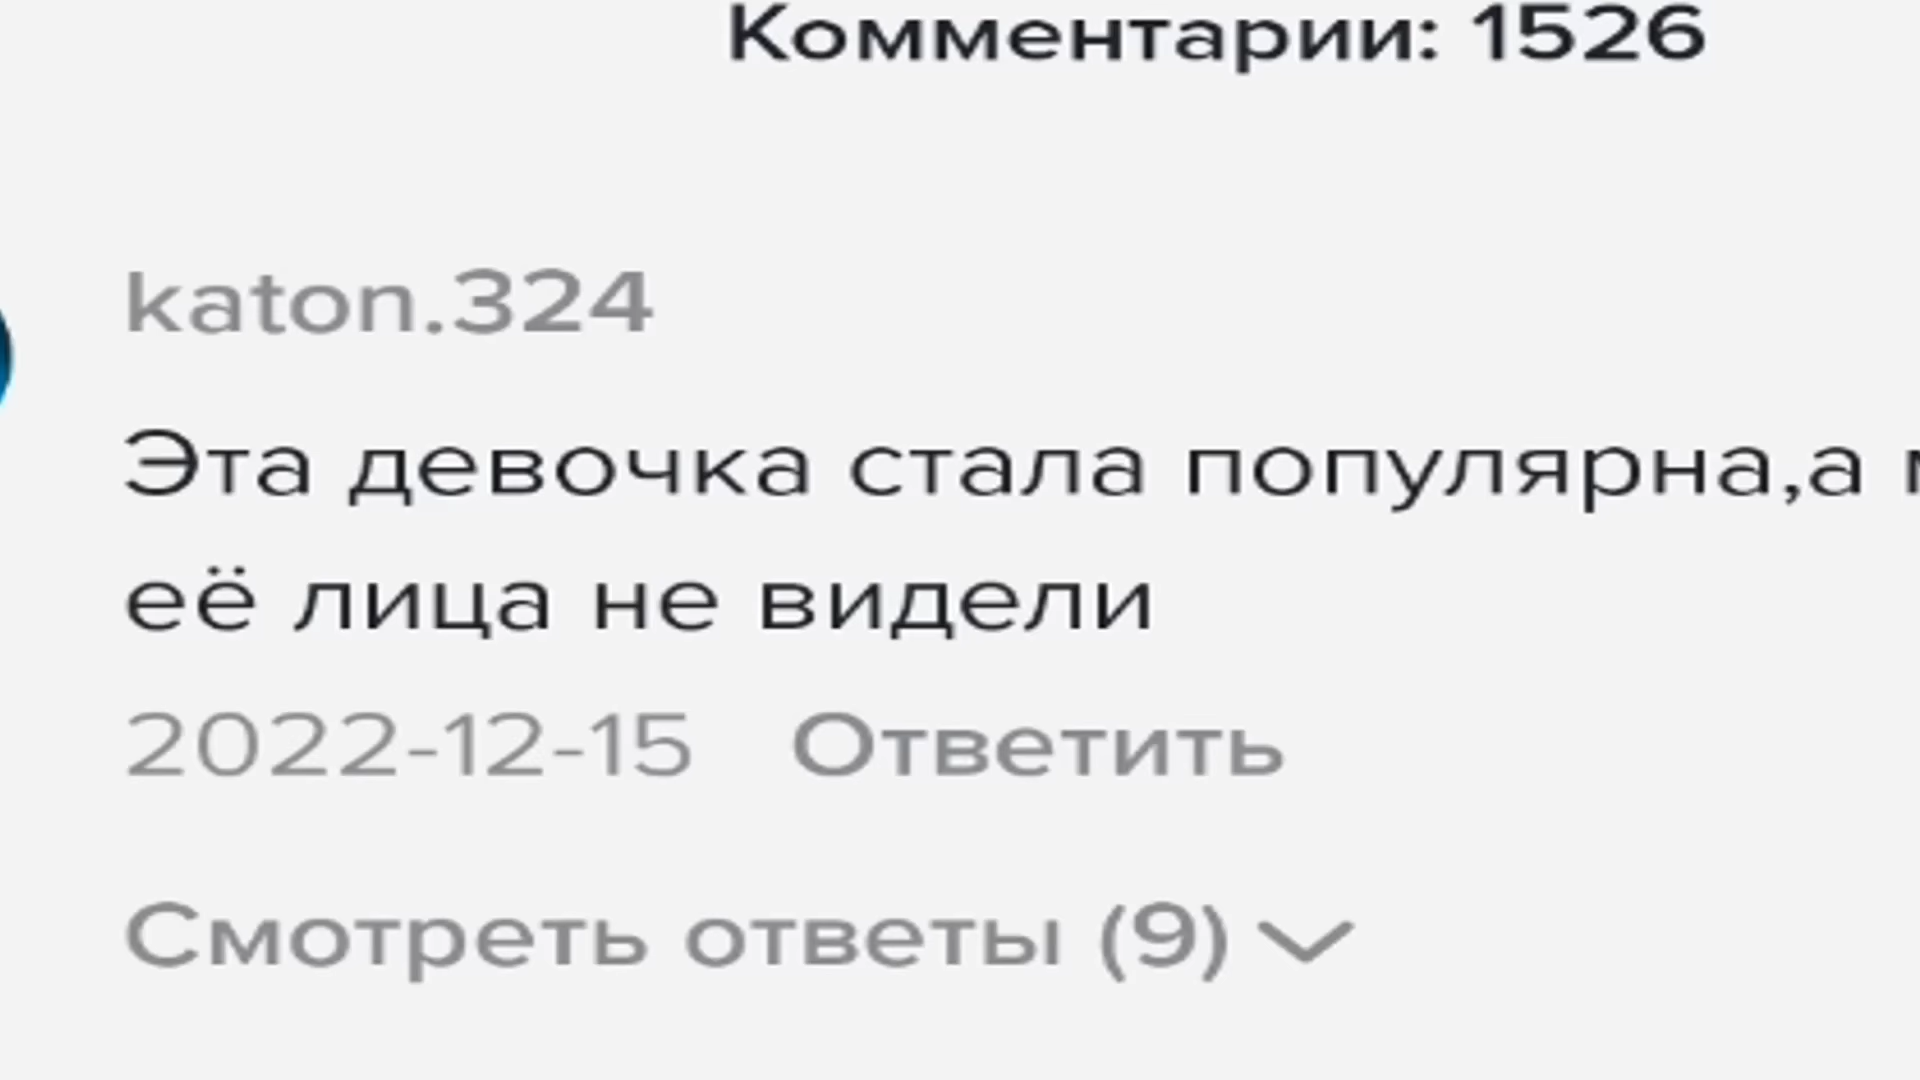 Комментарии: 1526
katon.324
Эта девочка стала популярна,а
её лица не видели
2022-12-15 Ответить
Смотреть ответы (9)